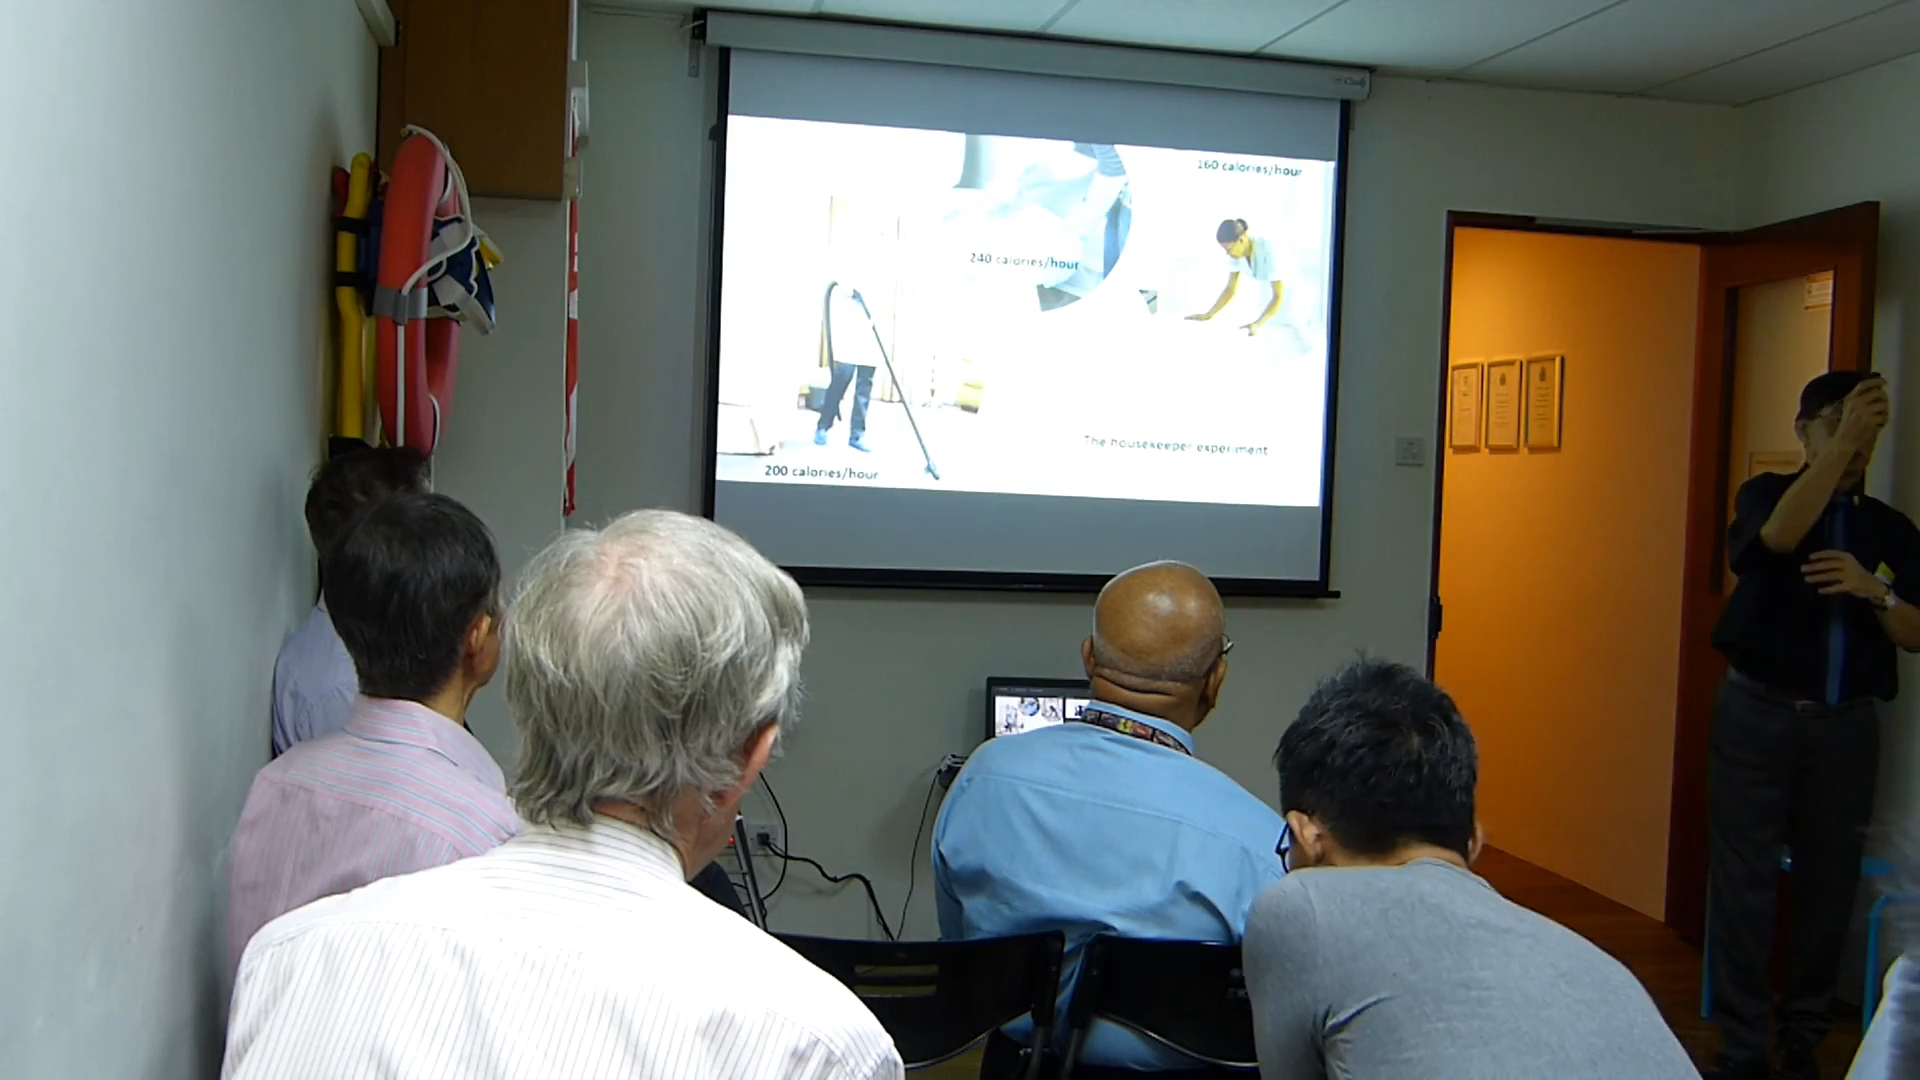 160 calories/hour
240 calories/hour
The housekeeper experiment
200 calories/hour